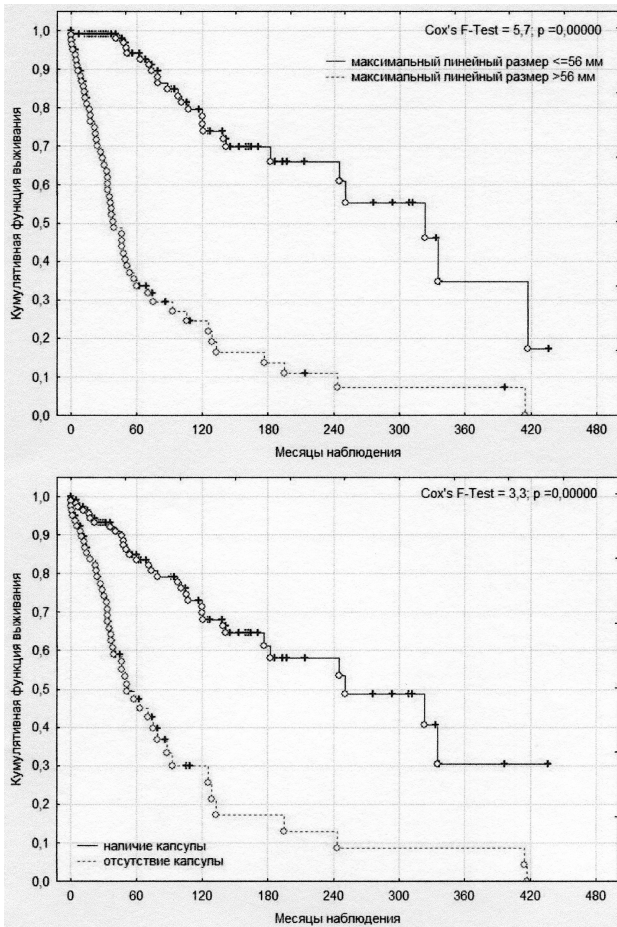 Cox's F-Test = 5,7; p =0,00000
максимальный линейный размер <=56 мм
максимальный линейный размер >56 мм
Кумулятивная функция выживания
1,0
0,9
0,8
0,7
0,6
0,5
0,4
0,3
0,2
0,1
0,0
0 60 120 180 240 300 360 420 480
Месяцы наблюдения
Cox's F-Test = 3,3; p =0,00000
Кумулятивная функция выживания
1,0
0,9
0,8
0,7
0,6
0,5
0,4
0,3
0,2
0,1
0,0
наличие капсулы
отсутствие капсулы
0 60 120 180 240 300 360 420 480
Месяцы наблюдения